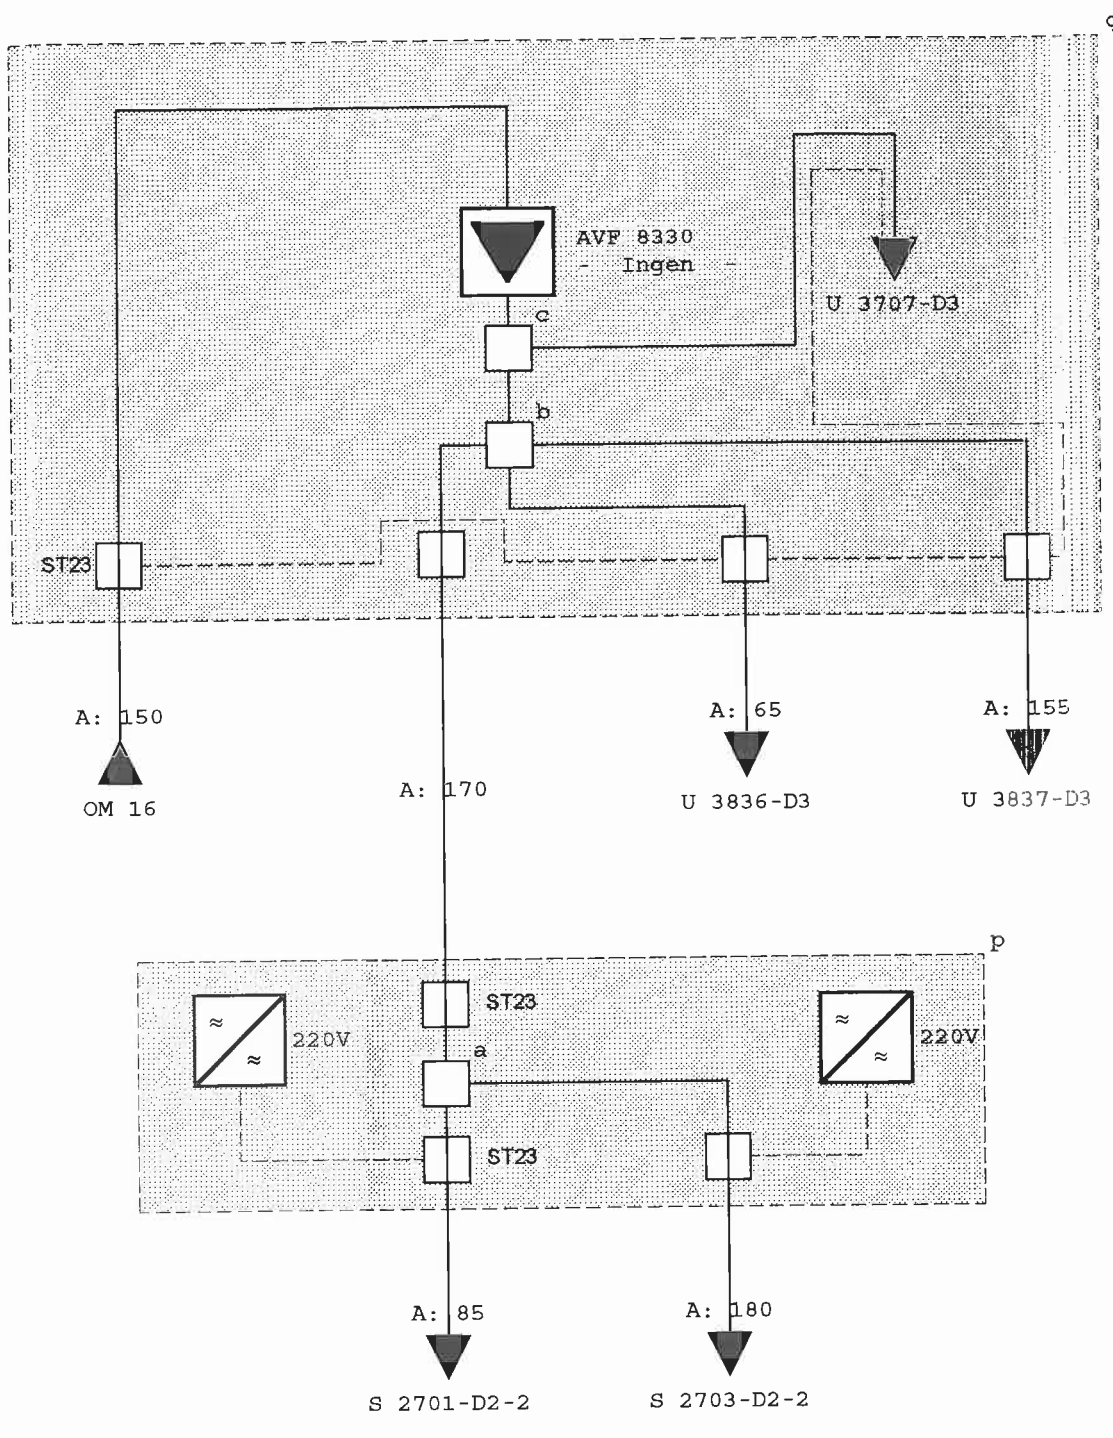 AVF 8330
- Ingen -
U 3707-D3
c
b
ST23
A: 150
A: 65
A: 155
OM 16
A: 170
U 3836-D3
U 3837-D3
p
ST23
220V
≈
≈
a
≈
≈
220V
ST23
A: 85
A: 180
S 2701-D2-2
S 2703-D2-2